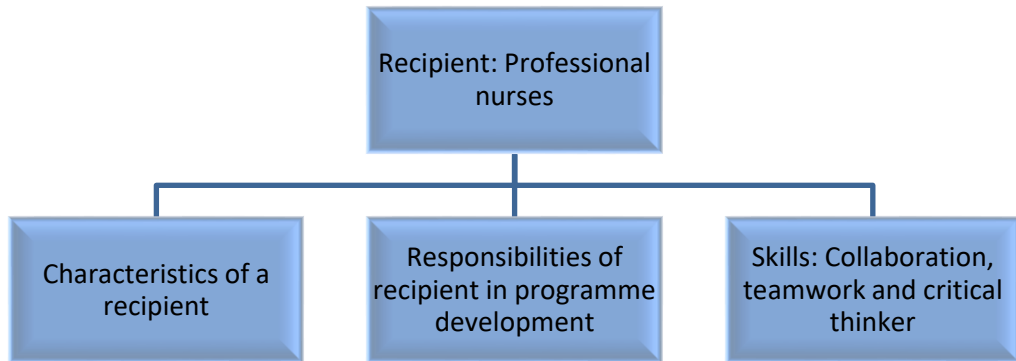 Recipient: Professional
nurses
Characteristics of a
recipient
Responsibilities of
recipient in programme
development
Skills: Collaboration,
teamwork and critical
thinker